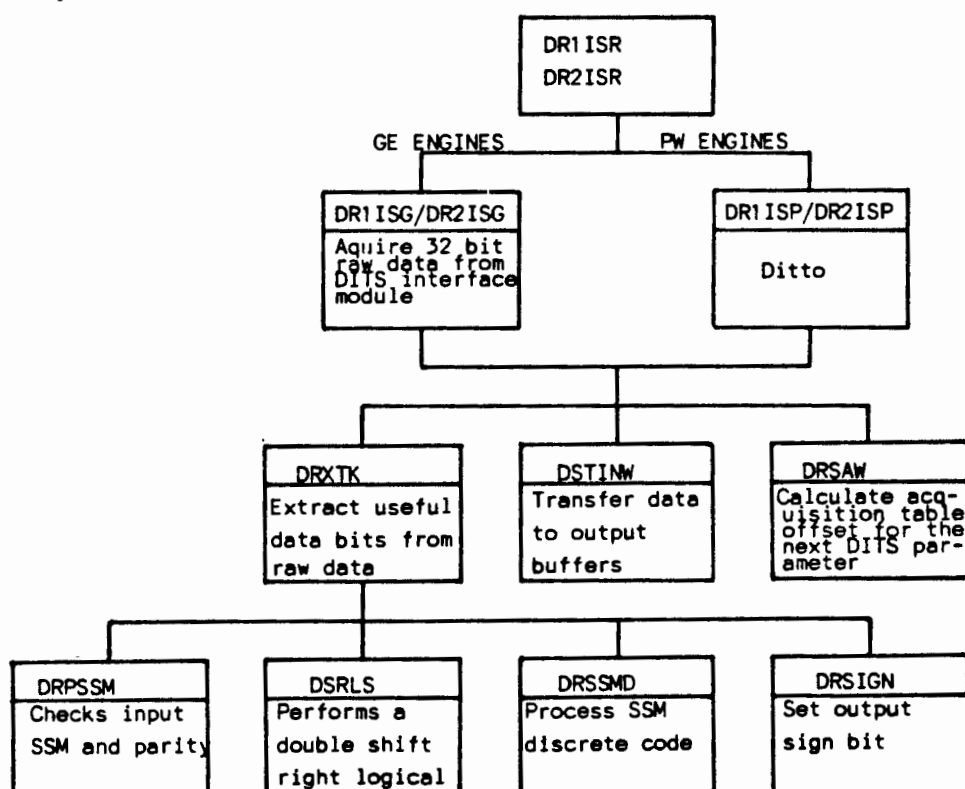 DR1ISR
DR2ISR
GE ENGINES
PW ENGINES
DR1ISG/DR2ISG
Aquire 32 bit
raw data from
DITS interface
module
DR1ISP/DR2ISP
Ditto
DRXTK
Extract useful
data bits from
raw data
DSTINW
Transfer data
to output
buffers
DRSAW
Calculate acq-
uisition table
offset for the
next DITS par-
ameter
DRPSSM
Checks input
SSM and parity
DSRLS
Performs a
double shift
right logical
DRSSMD
Process SSM
discrete code
DRSIGN
Set output
sign bit